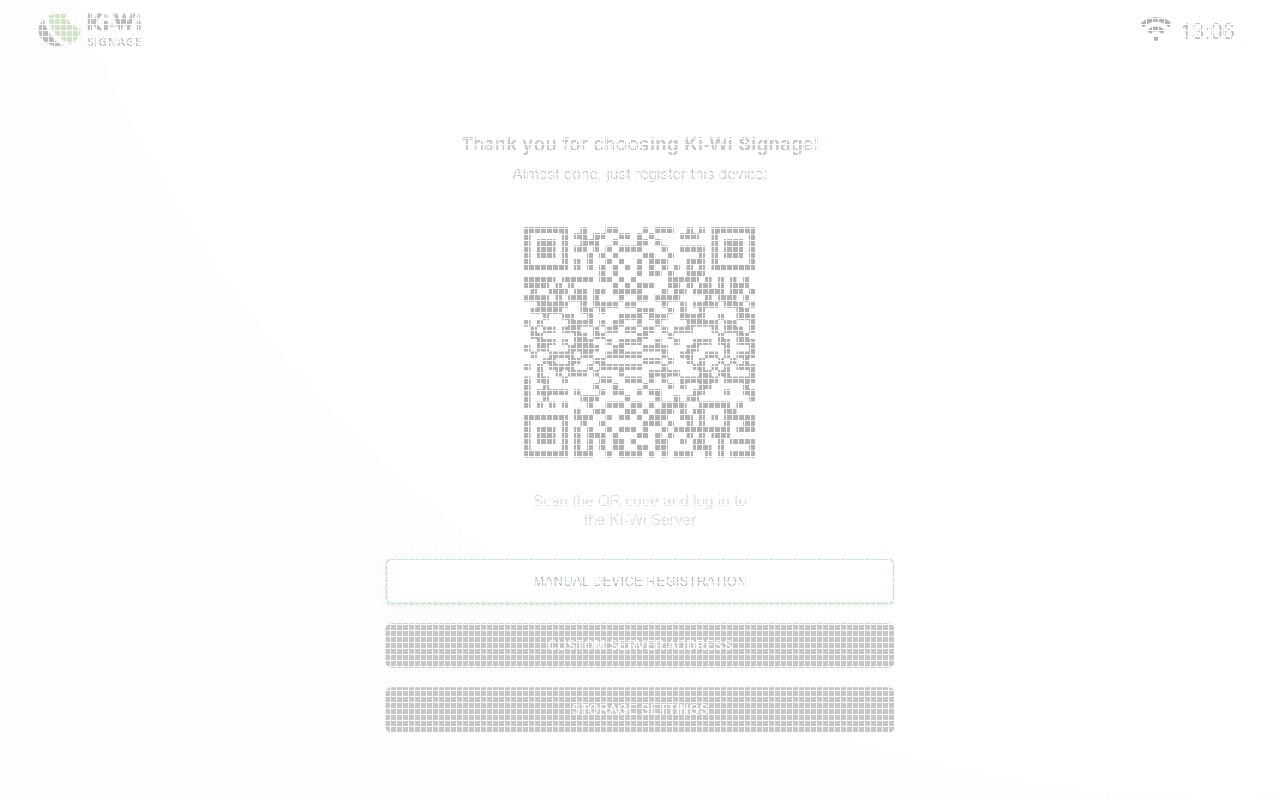 KI-WI
SIGNAGE
13:06
Thank you for choosing Ki-Wi Signage!
Almost done, just register this device:
Scan the QR code and log in to
the Ki-Wi Server
MANUAL DEVICE REGISTRATION
CUSTOM SERVER ADDRESS
STORAGE SETTINGS